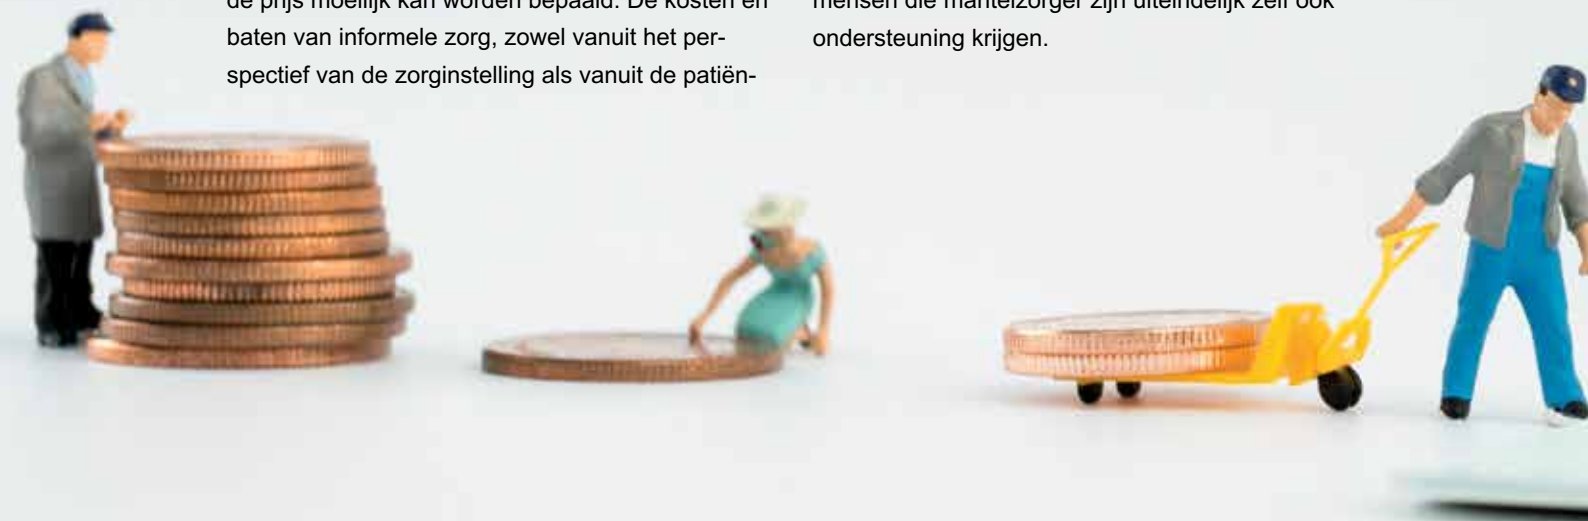 de prijs moeilijk kan worden bepaald. De kosten en
baten van informele zorg, zowel vanuit het per-
spectief van de zorginstelling als vanuit de patiën-
mensen die mantelzorger zijn uiteindelijk zelf ook
ondersteuning krijgen.